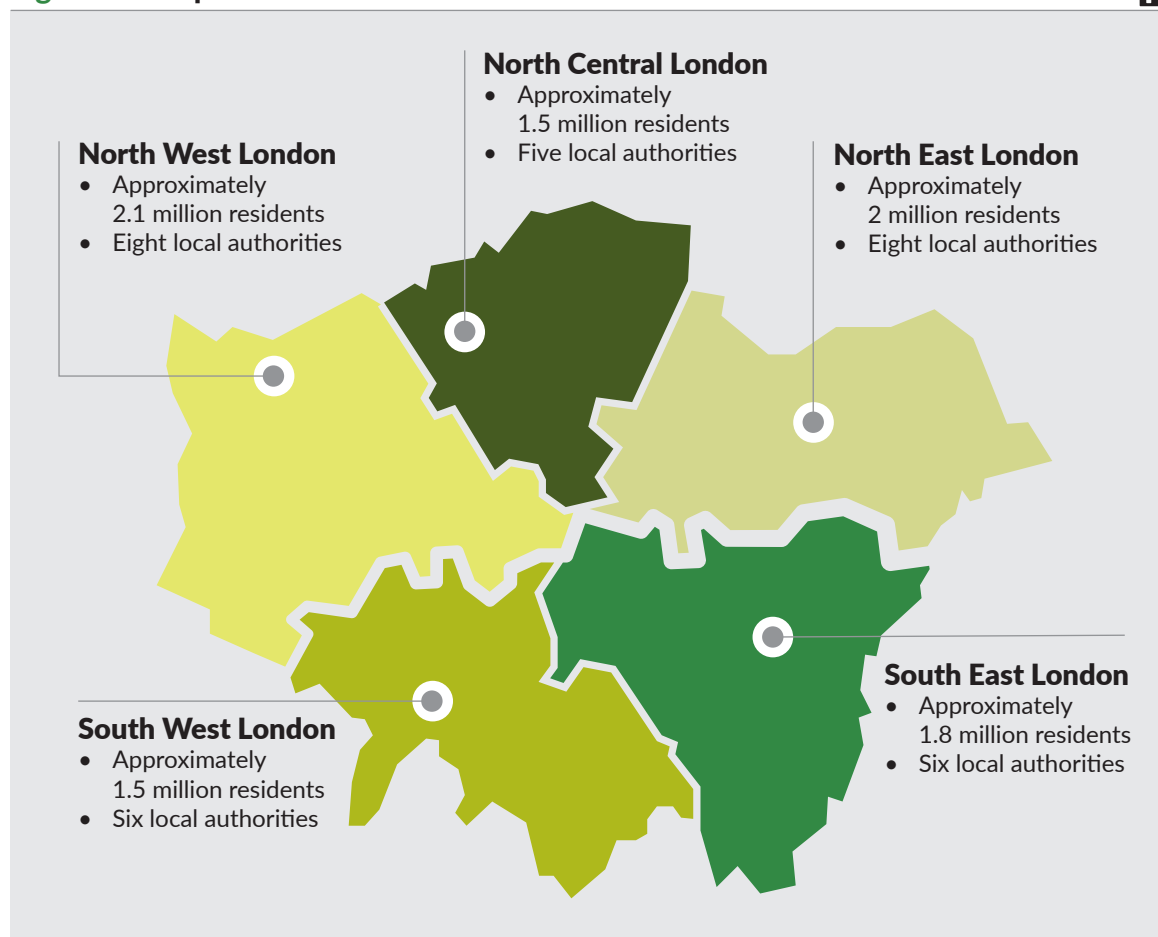 North Central London
• Approximately
1.5 million residents
• Five local authorities
North West London
• Approximately
2.1 million residents
• Eight local authorities
North East London
• Approximately
2 million residents
• Eight local authorities
South East London
• Approximately
1.8 million residents
• Six local authorities
South West London
• Approximately
1.5 million residents
• Six local authorities